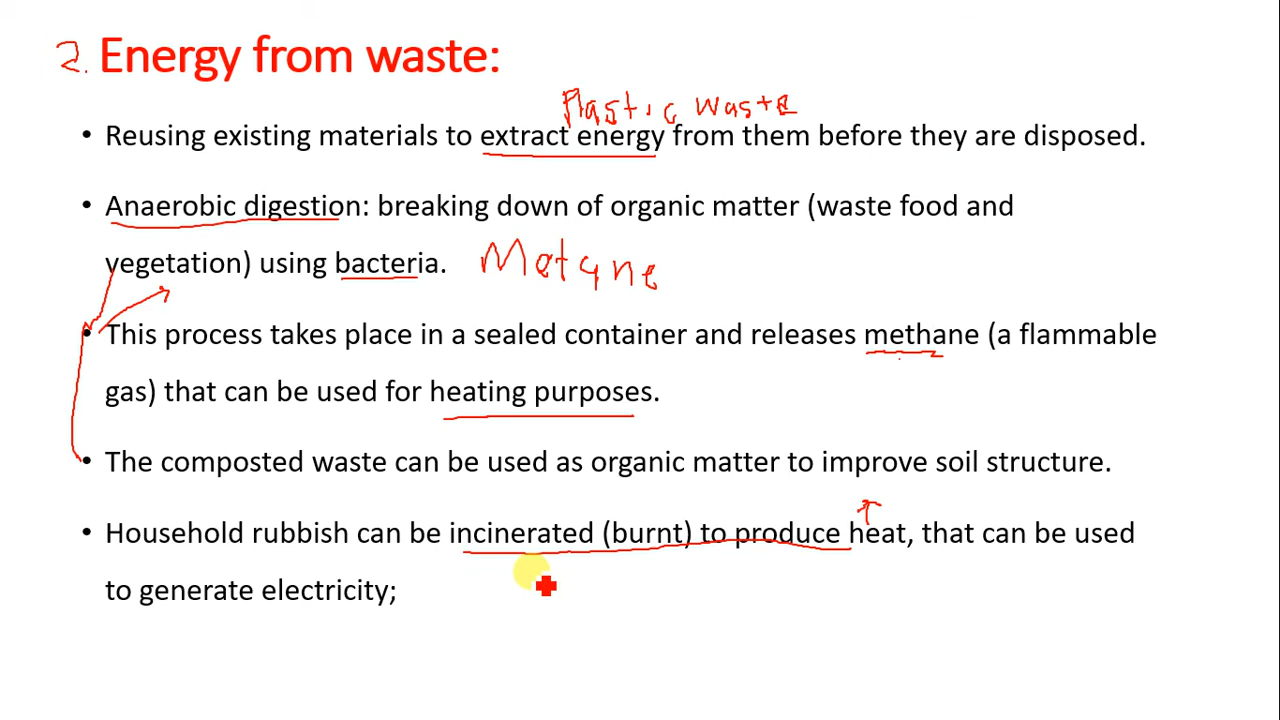 2. Energy from waste:
Plastic waste
• Reusing existing materials to extract energy from them before they are disposed.
• Anaerobic digestion: breaking down of organic matter (waste food and
vegetation) using bacteria. Metane
• This process takes place in a sealed container and releases methane (a flammable
gas) that can be used for heating purposes.
• The composted waste can be used as organic matter to improve soil structure.
• Household rubbish can be incinerated (burnt) to produce heat, that can be used
to generate electricity;